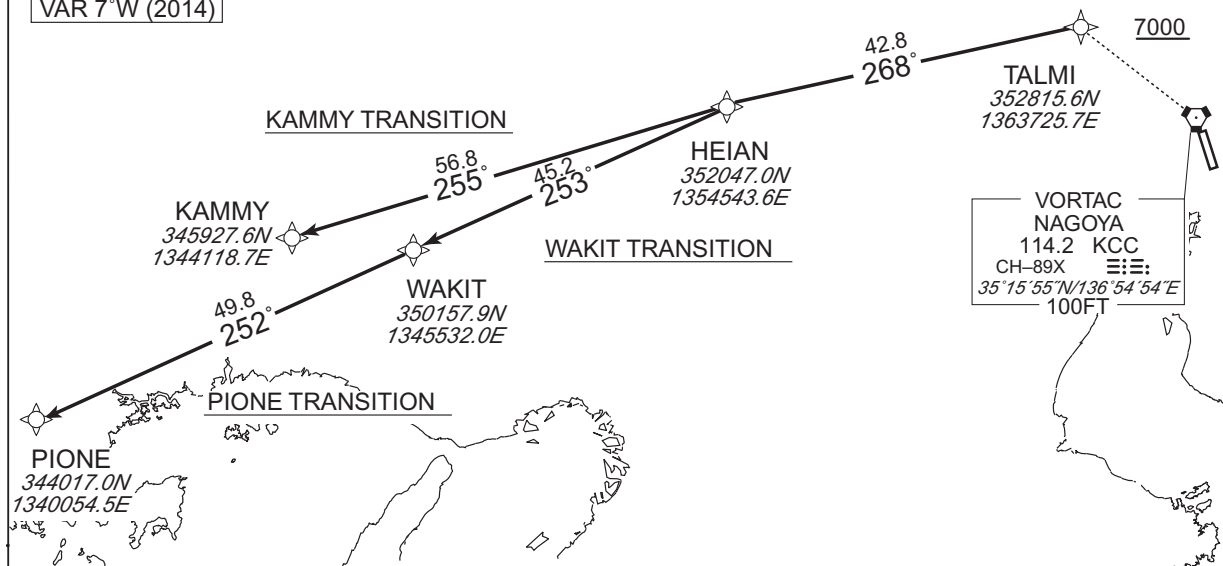 VAR 7°W (2014)
7000
42.8
268°
TALMI
352815.6N
1363725.7E
KAMMY TRANSITION
HEIAN
352047.0N
1354543.6E
56.8
255°
45.2
253°
KAMMY
345927.6N
1344118.7E
WAKIT TRANSITION
VORTAC
NAGOYA
114.2 KCC
CH–89X
35°15´55˝N/136°54´54˝E
100FT
WAKIT
350157.9N
1345532.0E
49.8
252°
PIONE TRANSITION
PIONE
344017.0N
1340054.5E